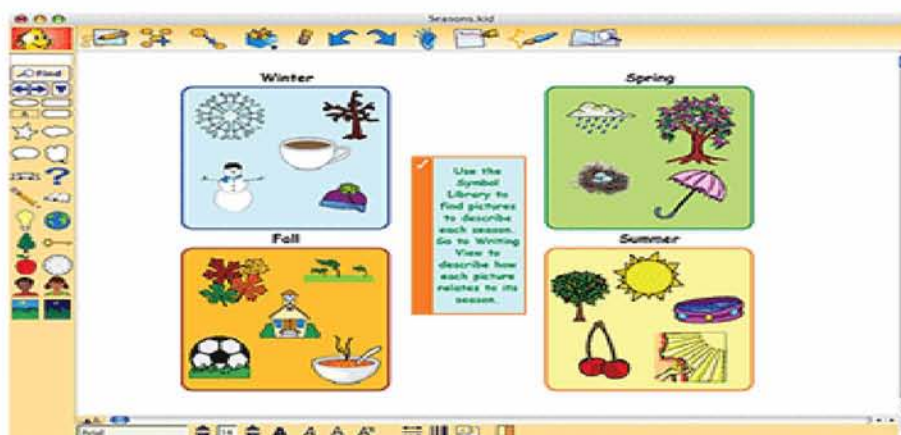 Seasons.kid
Find
Winter
Spring
Use the
Symbol
Library to
find pictures
to describe
each season.
Go to Writing
View to
describe how
each picture
relates to its
season.
Fall
Summer
Arial
14